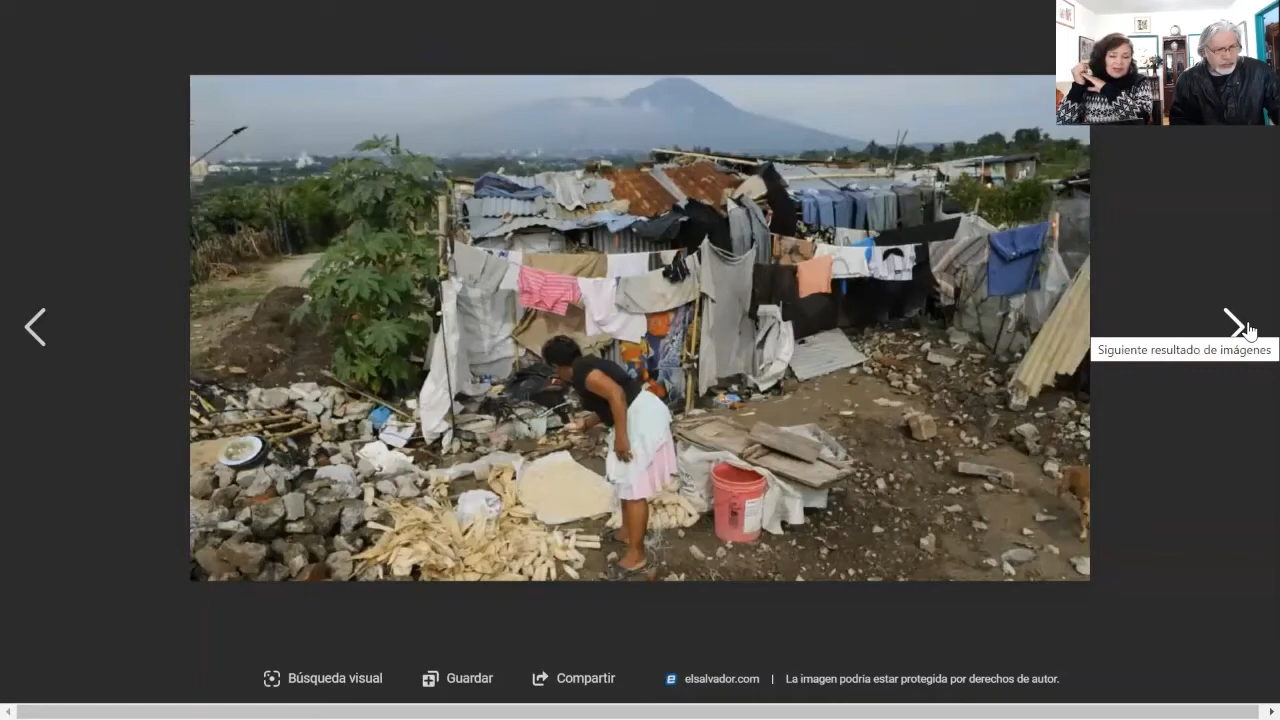 Siguiente resultado de imágenes
Búsqueda visual
Guardar
Compartir
elsalvador.com | La imagen podría estar protegida por derechos de autor.